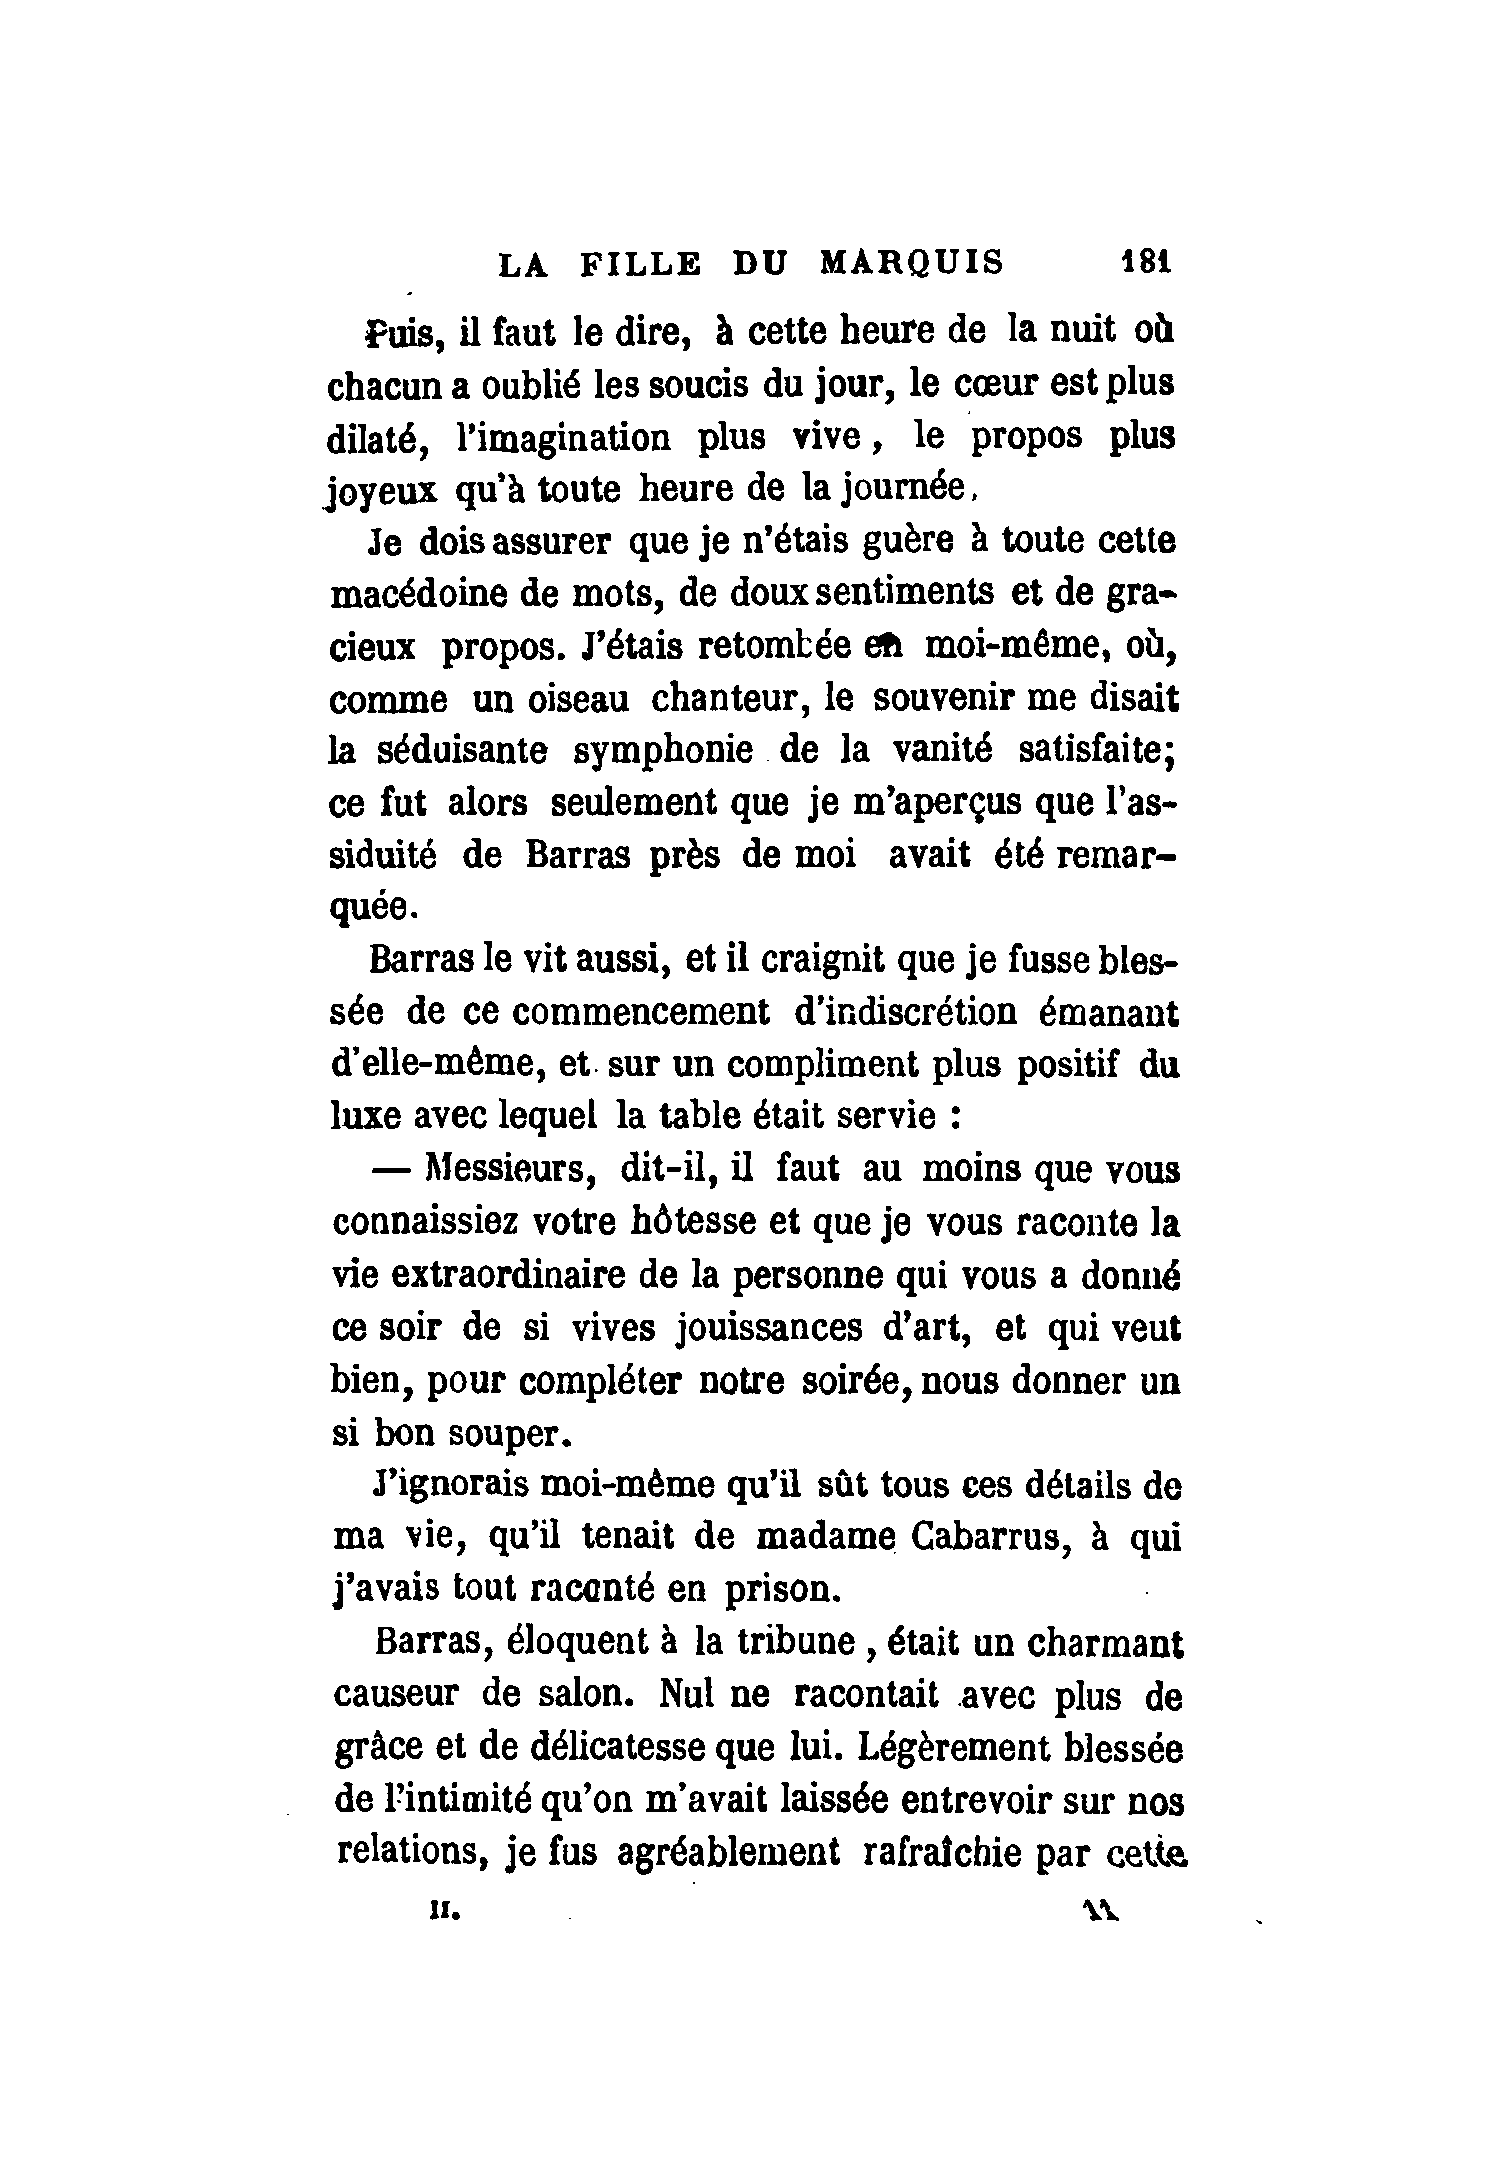 LA FILLE DU MARQUIS 181
Puis, il faut le dire, à cette heure de la nuit où
chacun a oublié les soucis du jour, le cœur est plus
dilaté, l'imagination plus vive, le propos plus
joyeux qu'à toute heure de la journée.
Je dois assurer que je n'étais guère à toute cette
macédoine de mots, de doux sentiments et de gra-
cieux propos. J'étais retombée en moi-même, où,
comme un oiseau chanteur, le souvenir me disait
la séduisante symphonie de la vanité satisfaite;
ce fut alors seulement que je m'aperçus que l'as-
siduité de Barras près de moi avait été remar-
quée.
Barras le vit aussi, et il craignit que je fusse bles-
sée de ce commencement d'indiscrétion émanant
d'elle-même, et sur un compliment plus positif du
luxe avec lequel la table était servie :
— Messieurs, dit-il, il faut au moins que vous
connaissiez votre hôtesse et que je vous raconte la
vie extraordinaire de la personne qui vous a donné
ce soir de si vives jouissances d'art, et qui veut
bien, pour compléter notre soirée, nous donner un
si bon souper.
J'ignorais moi-même qu'il sût tous ces détails de
ma vie, qu'il tenait de madame Cabarrus, à qui
j'avais tout raconté en prison.
Barras, éloquent à la tribune, était un charmant
causeur de salon. Nul ne racontait avec plus de
grâce et de délicatesse que lui. Légèrement blessée
de l'intimité qu'on m'avait laissée entrevoir sur nos
relations, je fus agréablement rafraîchie par cette
II. 11